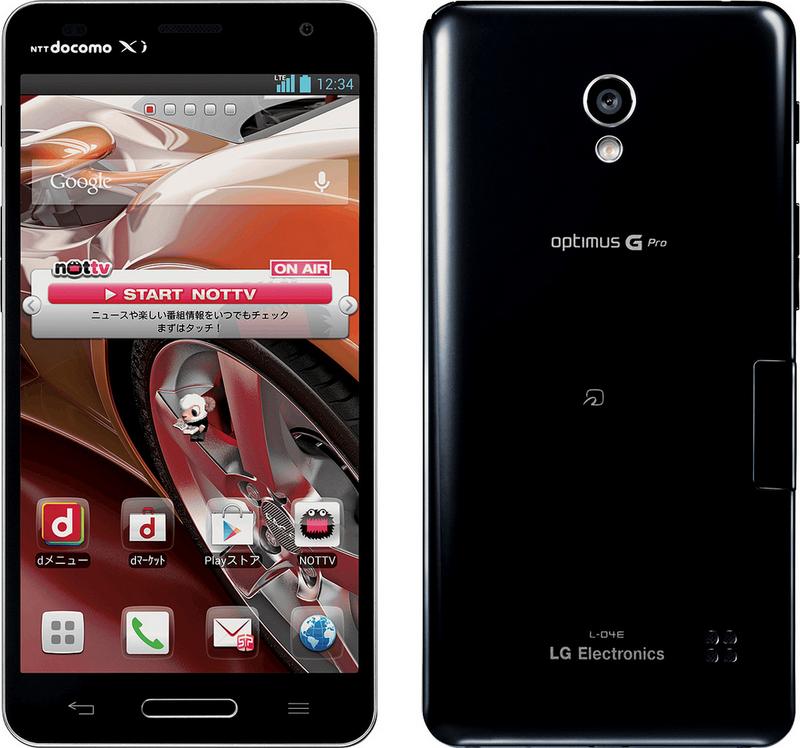 NTT docomo Xi
LTE 12:34
Google
nottv
ON AIR
START NOTTV
ニュースや楽しい番組情報をいつでもチェック
まずはタッチ！
dメニュー
dマーケット
Playストア
NOTTV
optimus G Pro
L-04E
LG Electronics